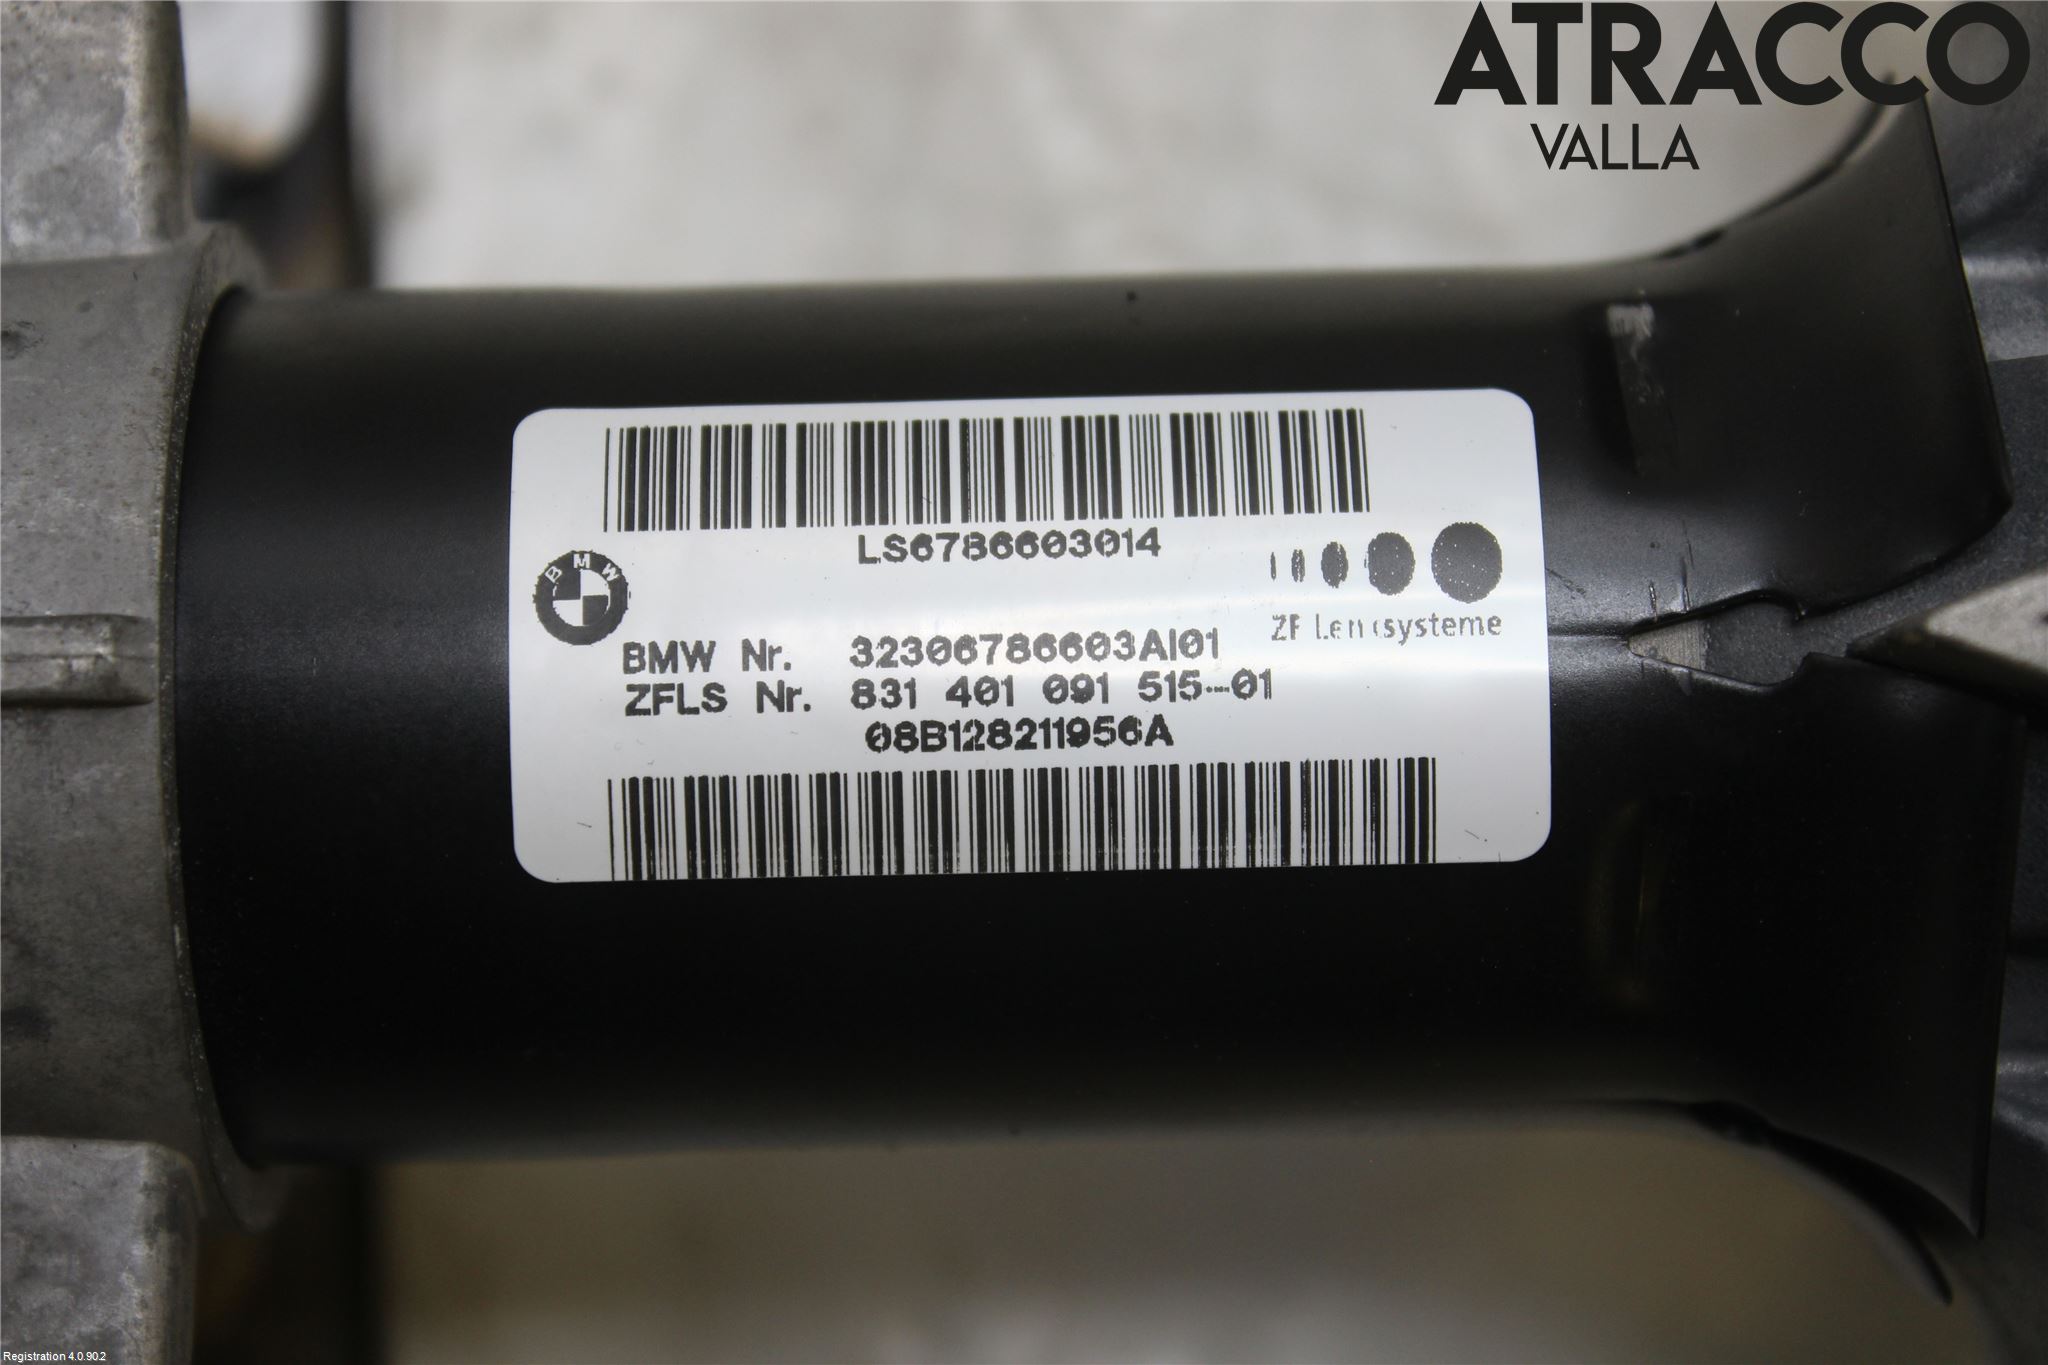 ATRACCO
VALLA
LS6786603014
BMW
ZF Lenksysteme
BMW Nr. 32306786603AI01
ZFLS Nr. 831 401 091 515--01
08B128211956A
Registration 4.0.90.2